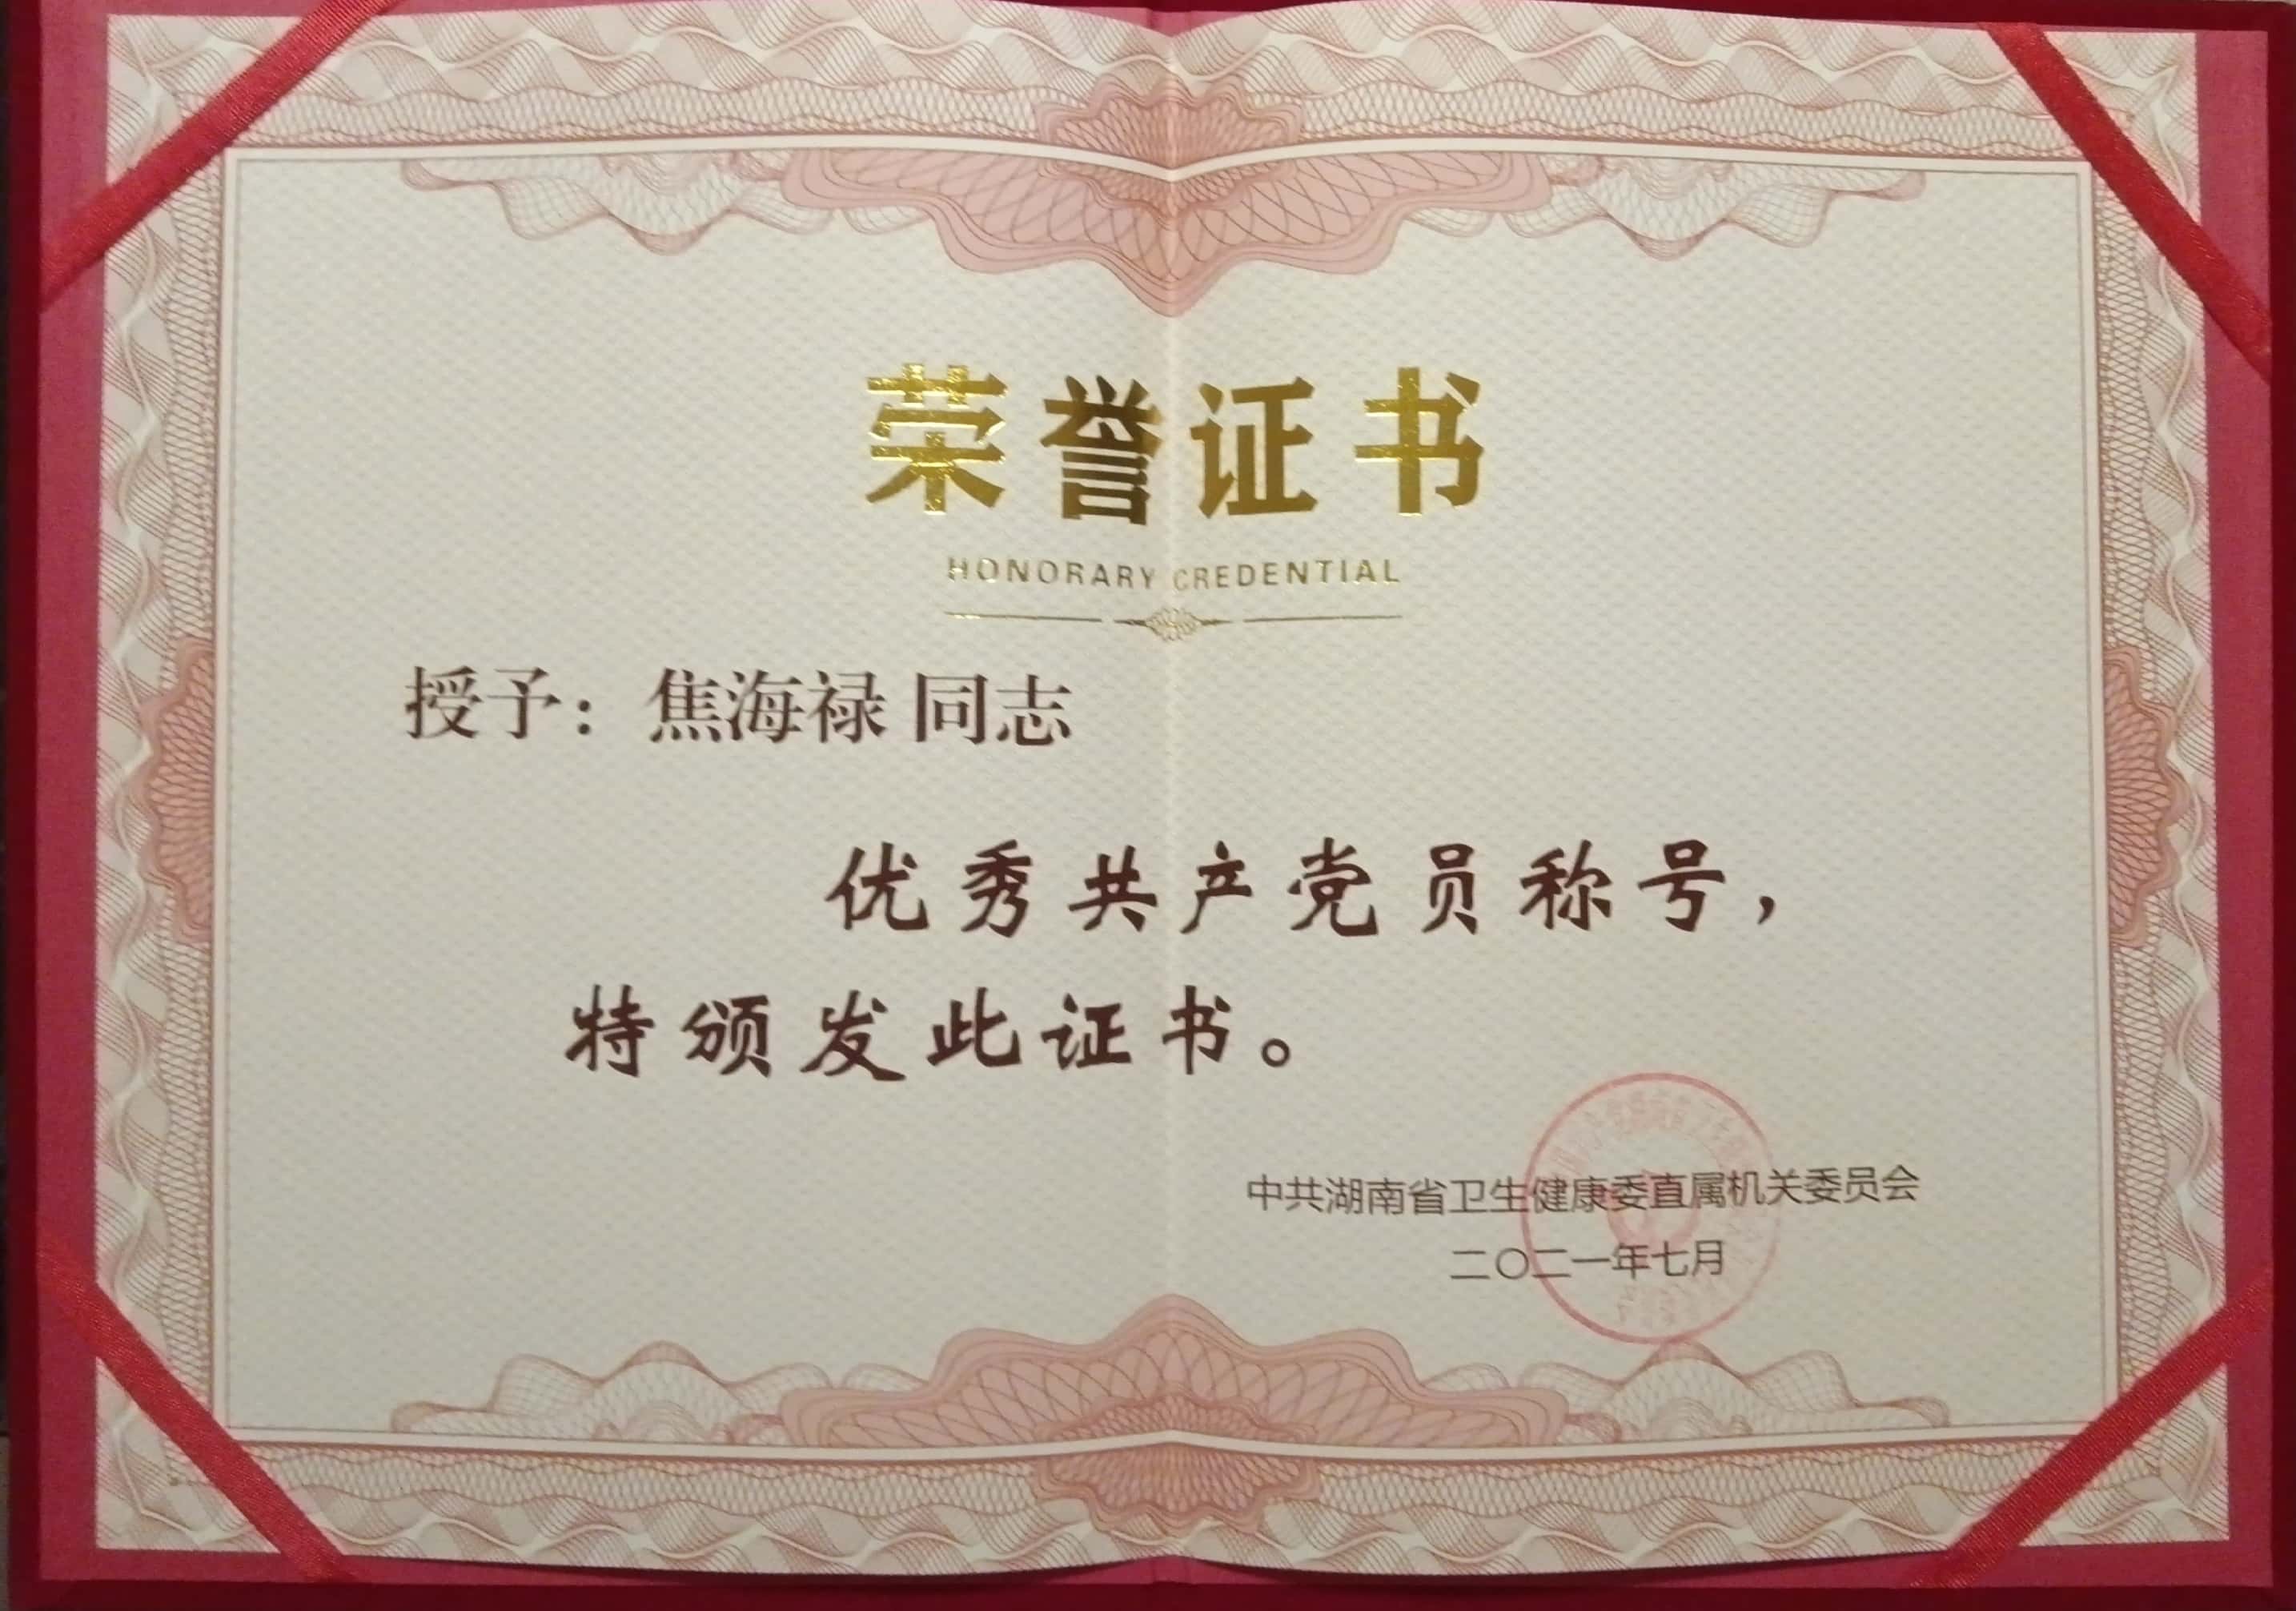 荣誉证书
HONORARY CREDENTIAL
授予：焦海禄 同志
优秀共产党员称号，
特颁发此证书。
中共湖南省卫生健康委直属机关委员会
二〇二一年七月